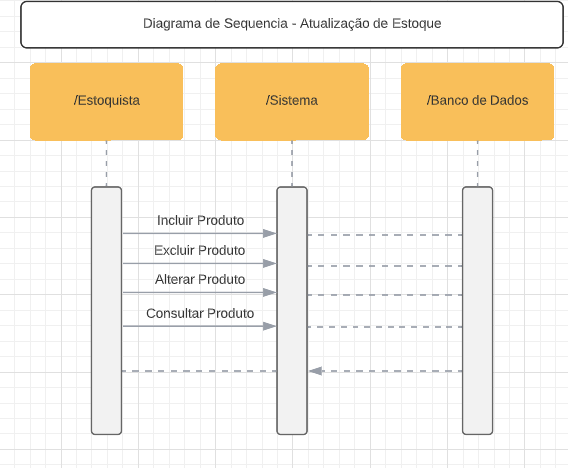 Diagrama de Sequencia - Atualização de Estoque
/Estoquista
/Sistema
/Banco de Dados
Incluir Produto
Excluir Produto
Alterar Produto
Consultar Produto